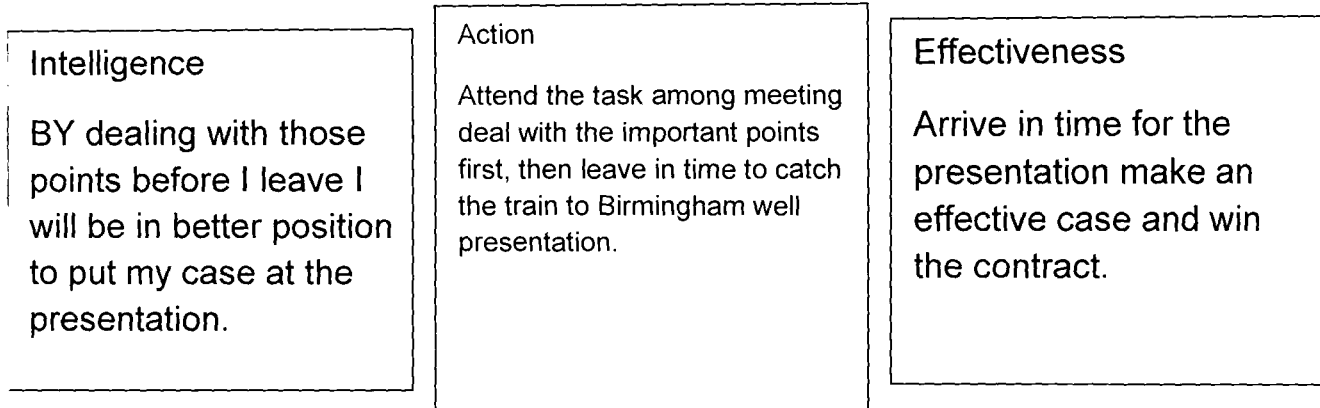 Intelligence
BY dealing with those
points before I leave I
will be in better position
to put my case at the
presentation.
Action
Attend the task among meeting
deal with the important points
first, then leave in time to catch
the train to Birmingham well
presentation.
Effectiveness
Arrive in time for the
presentation make an
effective case and win
the contract.